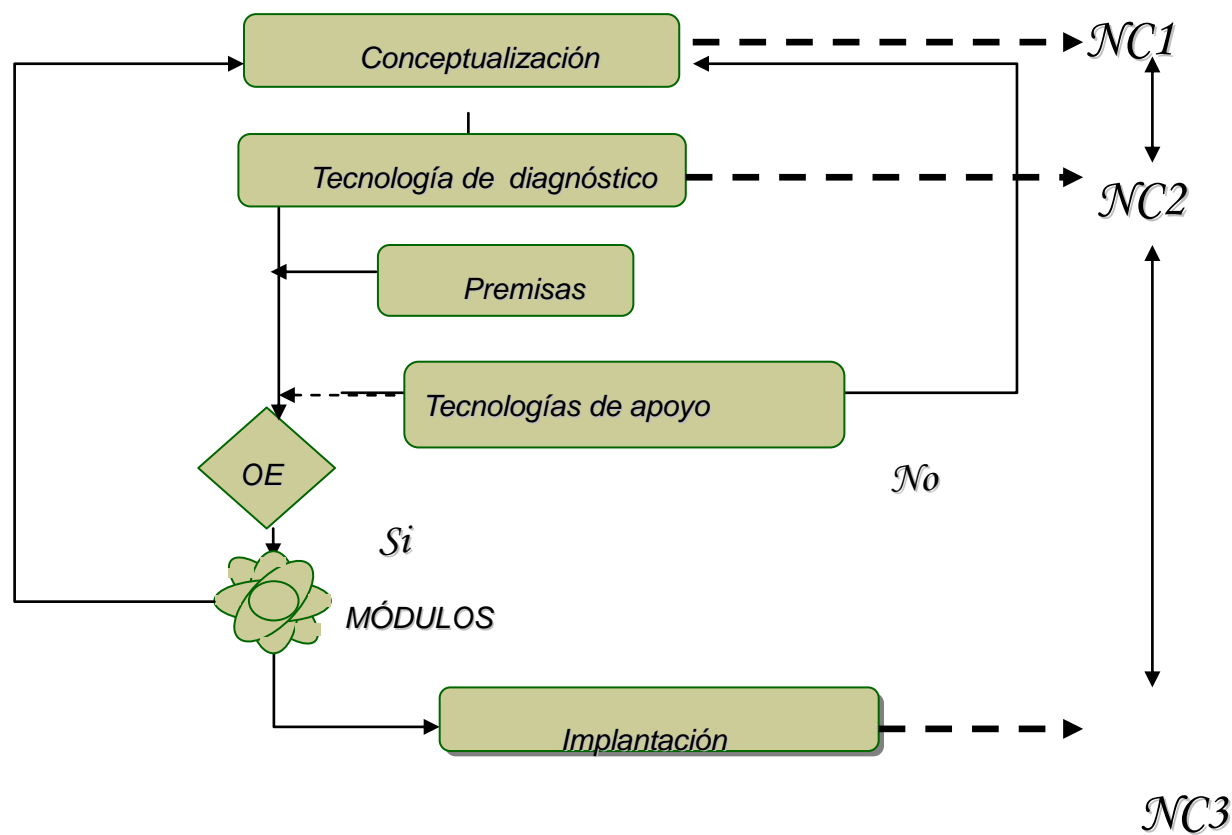 Conceptualización
NC1
Tecnología de diagnóstico
NC2
Premisas
Tecnologías de apoyo
OE
No
Si
MÓDULOS
Implantación
NC3